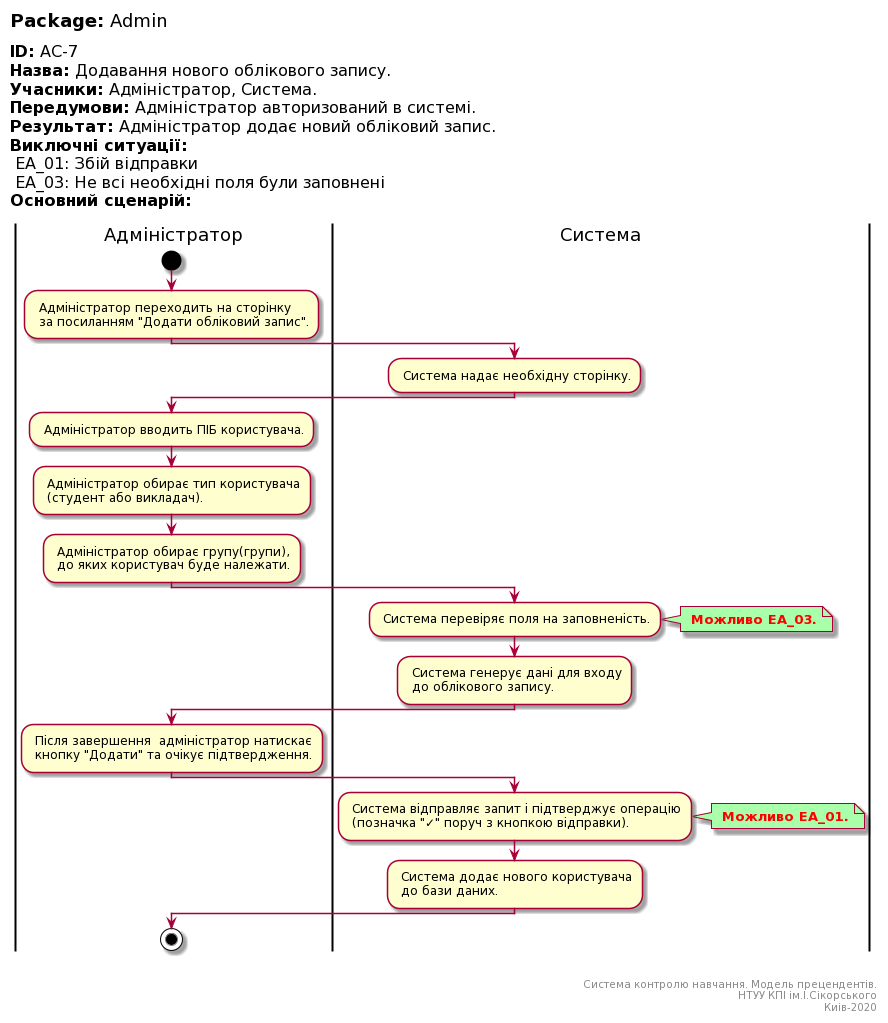 Package: Admin
ID: AC-7
Назва: Додавання нового облікового запису.
Учасники: Адміністратор, Система.
Передумови: Адміністратор авторизований в системі.
Результат: Адміністратор додає новий обліковий запис.
Виключні ситуації:
EA_01: Збій відправки
EA_03: Не всі необхідні поля були заповнені
Основний сценарій:
Адміністратор
Система
Адміністратор переходить на сторінку
за посиланням "Додати обліковий запис".
Система надає необхідну сторінку.
Адміністратор вводить ПІБ користувача.
Адміністратор обирає тип користувача
(студент або викладач).
Адміністратор обирає групу(групи),
до яких користувач буде належати.
Система перевіряє поля на заповненість.
Можливо EA_03.
Система генерує дані для входу
до облікового запису.
Після завершення  адміністратор натискає
кнопку "Додати" та очікує підтвердження.
Система відправляє запит і підтверджує операцію
(позначка "✓" поруч з кнопкою відправки).
Можливо EA_01.
Система додає нового користувача
до бази даних.
Система контролю навчання. Модель прецендентів.
НТУУ КПІ ім.І.Сікорського
Киів-2020